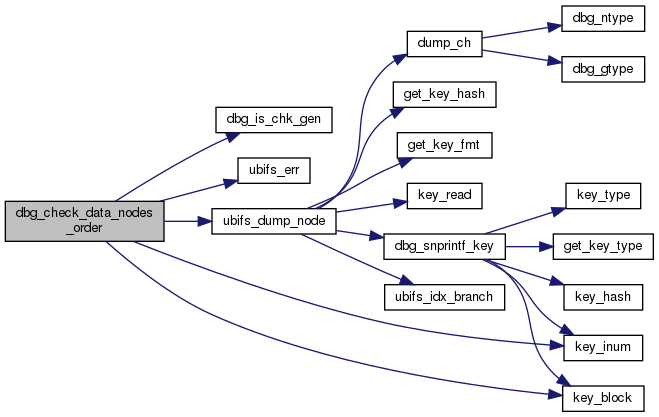 dbg_check_data_nodes
_order
dbg_is_chk_gen
ubifs_err
ubifs_dump_node
dump_ch
get_key_hash
get_key_fmt
key_read
dbg_snprintf_key
ubifs_idx_branch
dbg_ntype
dbg_gtype
key_type
get_key_type
key_hash
key_inum
key_block